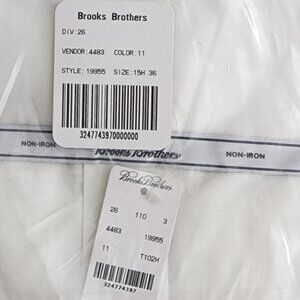 Brooks Brothers
DIV:26
VENDOR:4483 COLOR:11
STYLE: 19955 SIZE:15H 36
3247743970000000
NON-IRON Brooks Brothers NON-IRON
Brooks Brothers
26 110 3
4483 19955
11 T102M
324774397